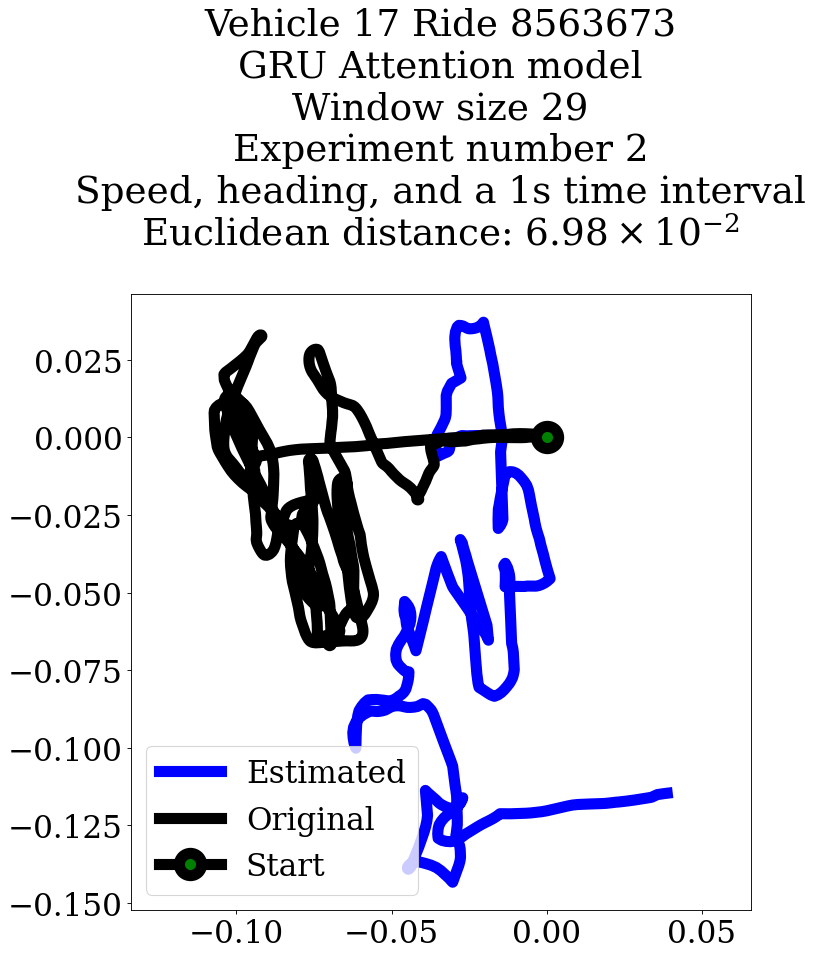 Vehicle 17 Ride 8563673
GRU Attention model
Window size 29
Experiment number 2
Speed, heading, and a 1s time interval
Euclidean distance: 6.98 × 10⁻²
0.025
0.000
−0.025
−0.050
−0.075
−0.100
−0.125
−0.150
Estimated
Original
Start
−0.10 −0.05 0.00 0.05